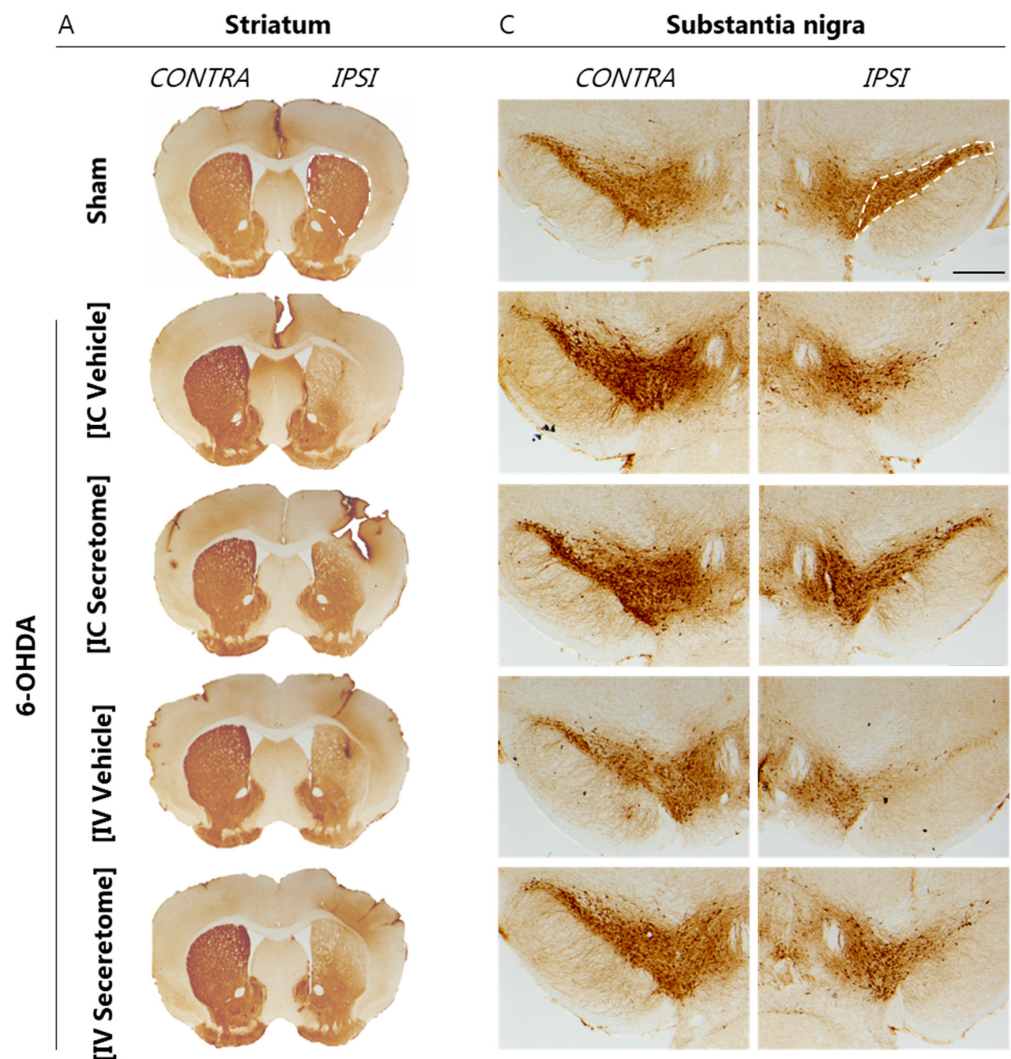 A Striatum C Substantia nigra
CONTRA IPSI CONTRA IPSI
Sham
6-OHDA
[IC Vehicle]
[IC Secretome]
[IV Vehicle]
[IV Seceretome]